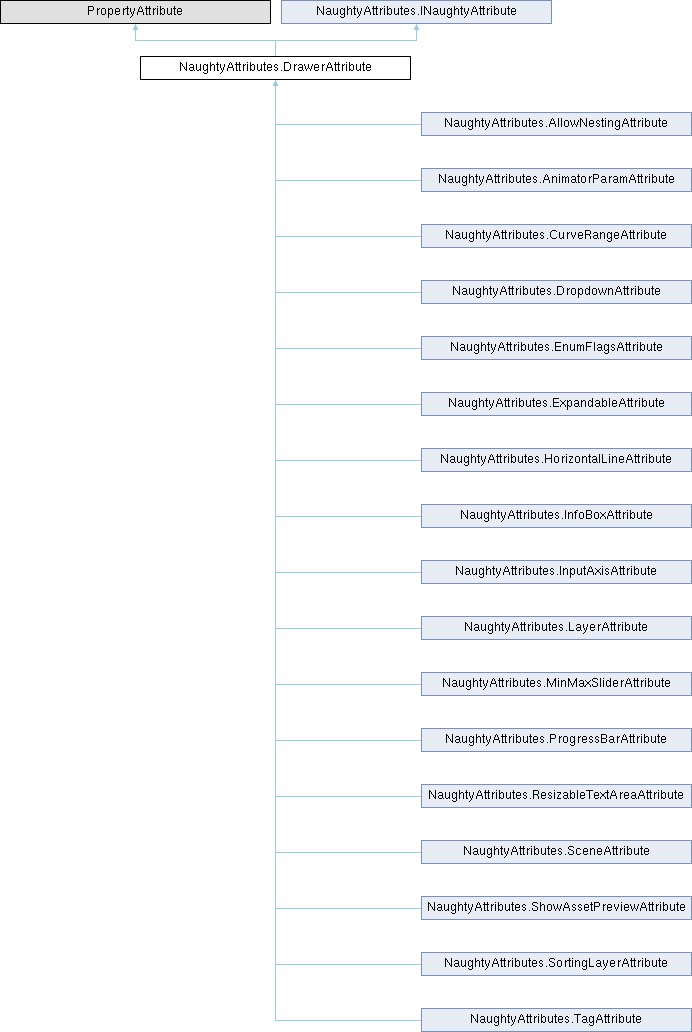 PropertyAttribute
NaughtyAttributes.INaughtyAttribute
NaughtyAttributes.DrawerAttribute
NaughtyAttributes.AllowNestingAttribute
NaughtyAttributes.AnimatorParamAttribute
NaughtyAttributes.CurveRangeAttribute
NaughtyAttributes.DropdownAttribute
NaughtyAttributes.EnumFlagsAttribute
NaughtyAttributes.ExpandableAttribute
NaughtyAttributes.HorizontalLineAttribute
NaughtyAttributes.InfoBoxAttribute
NaughtyAttributes.InputAxisAttribute
NaughtyAttributes.LayerAttribute
NaughtyAttributes.MinMaxSliderAttribute
NaughtyAttributes.ProgressBarAttribute
NaughtyAttributes.ResizableTextAreaAttribute
NaughtyAttributes.SceneAttribute
NaughtyAttributes.ShowAssetPreviewAttribute
NaughtyAttributes.SortingLayerAttribute
NaughtyAttributes.TagAttribute